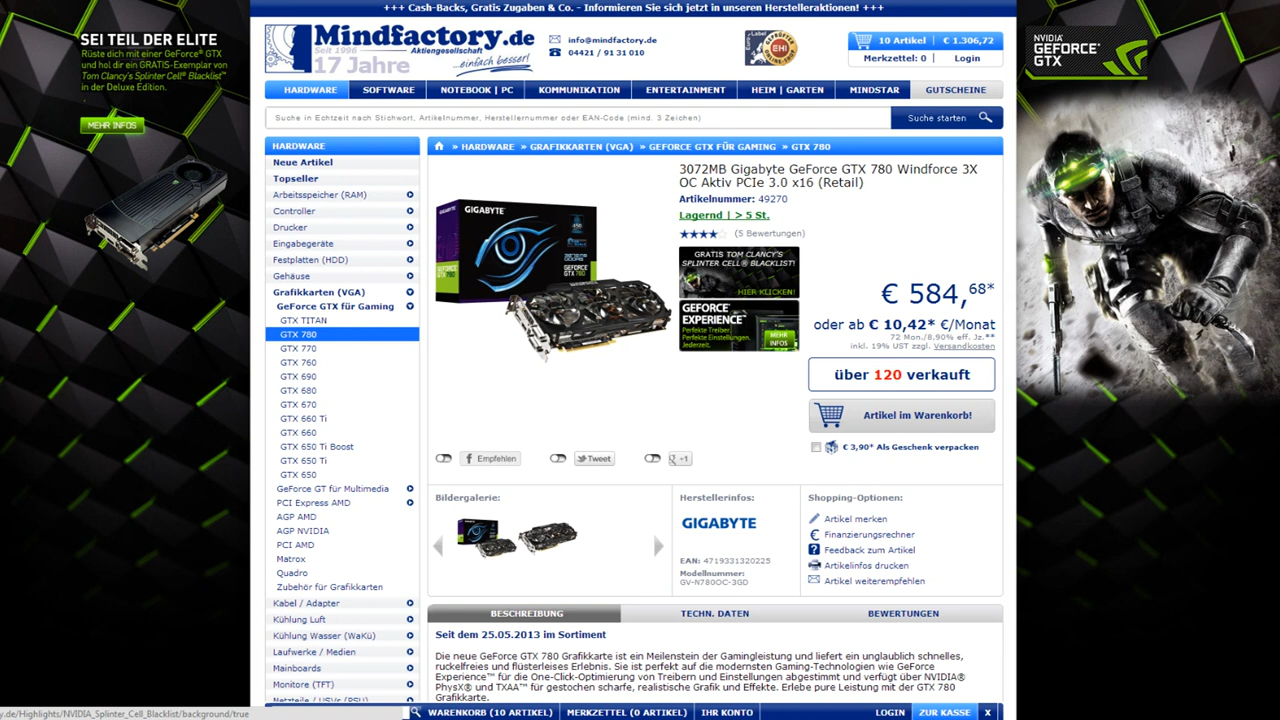 +++ Cash-Backs, Gratis Zugaben & Co. - Informieren Sie sich jetzt in unseren Herstelleraktionen! +++
SEI TEIL DER ELITE
Rüste dich mit einer GeForce® GTX
und hol dir ein GRATIS-Exemplar von
Tom Clancy's Splinter Cell® Blacklist™
in der Deluxe Edition.
MEHR INFOS
Mindfactory.de
Seit 1996
Aktiengesellschaft
17 Jahre
...einfach besser!
info@mindfactory.de
04421 / 91 31 010
EHI
10 Artikel | € 1.306,72
Merkzettel: 0 | Login
NVIDIA
GEFORCE®
GTX
HARDWARE
SOFTWARE
NOTEBOOK | PC
KOMMUNIKATION
ENTERTAINMENT
HEIM | GARTEN
MINDSTAR
GUTSCHEINE
Suche in Echtzeit nach Stichwort, Artikelnummer, Herstellernummer oder EAN-Code (mind. 3 Zeichen)
Suche starten
HARDWARE
Neue Artikel
Topseller
Arbeitsspeicher (RAM)
Controller
Drucker
Eingabegeräte
Festplatten (HDD)
Gehäuse
Grafikkarten (VGA)
GeForce GTX für Gaming
GTX TITAN
GTX 780
GTX 770
GTX 760
GTX 690
GTX 680
GTX 670
GTX 660 Ti
GTX 660
GTX 650 Ti Boost
GTX 650 Ti
GTX 650
GeForce GT für Multimedia
PCI Express AMD
AGP AMD
AGP NVIDIA
PCI AMD
Matrox
Quadro
Zubehör für Grafikkarten
Kabel / Adapter
Kühlung Luft
Kühlung Wasser (WaKü)
Laufwerke / Medien
Mainboards
Monitore (TFT)
Netzteile / USVs (PSU)
» HARDWARE » GRAFIKKARTEN (VGA) » GEFORCE GTX FÜR GAMING » GTX 780
GIGABYTE
GEFORCE GTX 780
3072MB Gigabyte GeForce GTX 780 Windforce 3X
OC Aktiv PCIe 3.0 x16 (Retail)
Artikelnummer: 49270
Lagernd | > 5 St.
(5 Bewertungen)
GRATIS TOM CLANCY'S
SPLINTER CELL® BLACKLIST!
HIER KLICKEN!
GEFORCE®
EXPERIENCE™
Perfekte Treiber.
Perfekte Einstellungen.
Jederzeit.
MEHR INFOS
€ 584,68*
oder ab € 10,42* €/Monat
72 Mon./8,90% eff. Jz.**
inkl. 19% UST zzgl. Versandkosten
über 120 verkauft
Artikel im Warenkorb!
€ 3,90* Als Geschenk verpacken
Empfehlen
Tweet
+1
Bildergalerie:
Herstellerinfos:
GIGABYTE
EAN: 4719331320225
Modellnummer:
GV-N780OC-3GD
Shopping-Optionen:
Artikel merken
Finanzierungsrechner
Feedback zum Artikel
Artikelinfos drucken
Artikel weiterempfehlen
BESCHREIBUNG
TECHN. DATEN
BEWERTUNGEN
Seit dem 25.05.2013 im Sortiment
Die neue GeForce GTX 780 Grafikkarte ist ein Meilenstein der Gamingleistung und liefert ein unglaublich schnelles,
ruckelfreies und flüsterleises Erlebnis. Sie ist perfekt auf die modernsten Gaming-Technologien wie GeForce
Experience™ für die One-Click-Optimierung von Treibern und Einstellungen abgestimmt und verfügt über NVIDIA®
PhysX® und TXAA™ für gestochen scharfe, realistische Grafik und Effekte. Erlebe pure Leistung mit der GTX 780
Grafikkarte.
y.de/Highlights/NVIDIA_Splinter_Cell_Blacklist/background/true
WARENKORB (10 ARTIKEL)
MERKZETTEL (0 ARTIKEL)
IHR KONTO
LOGIN
ZUR KASSE
X